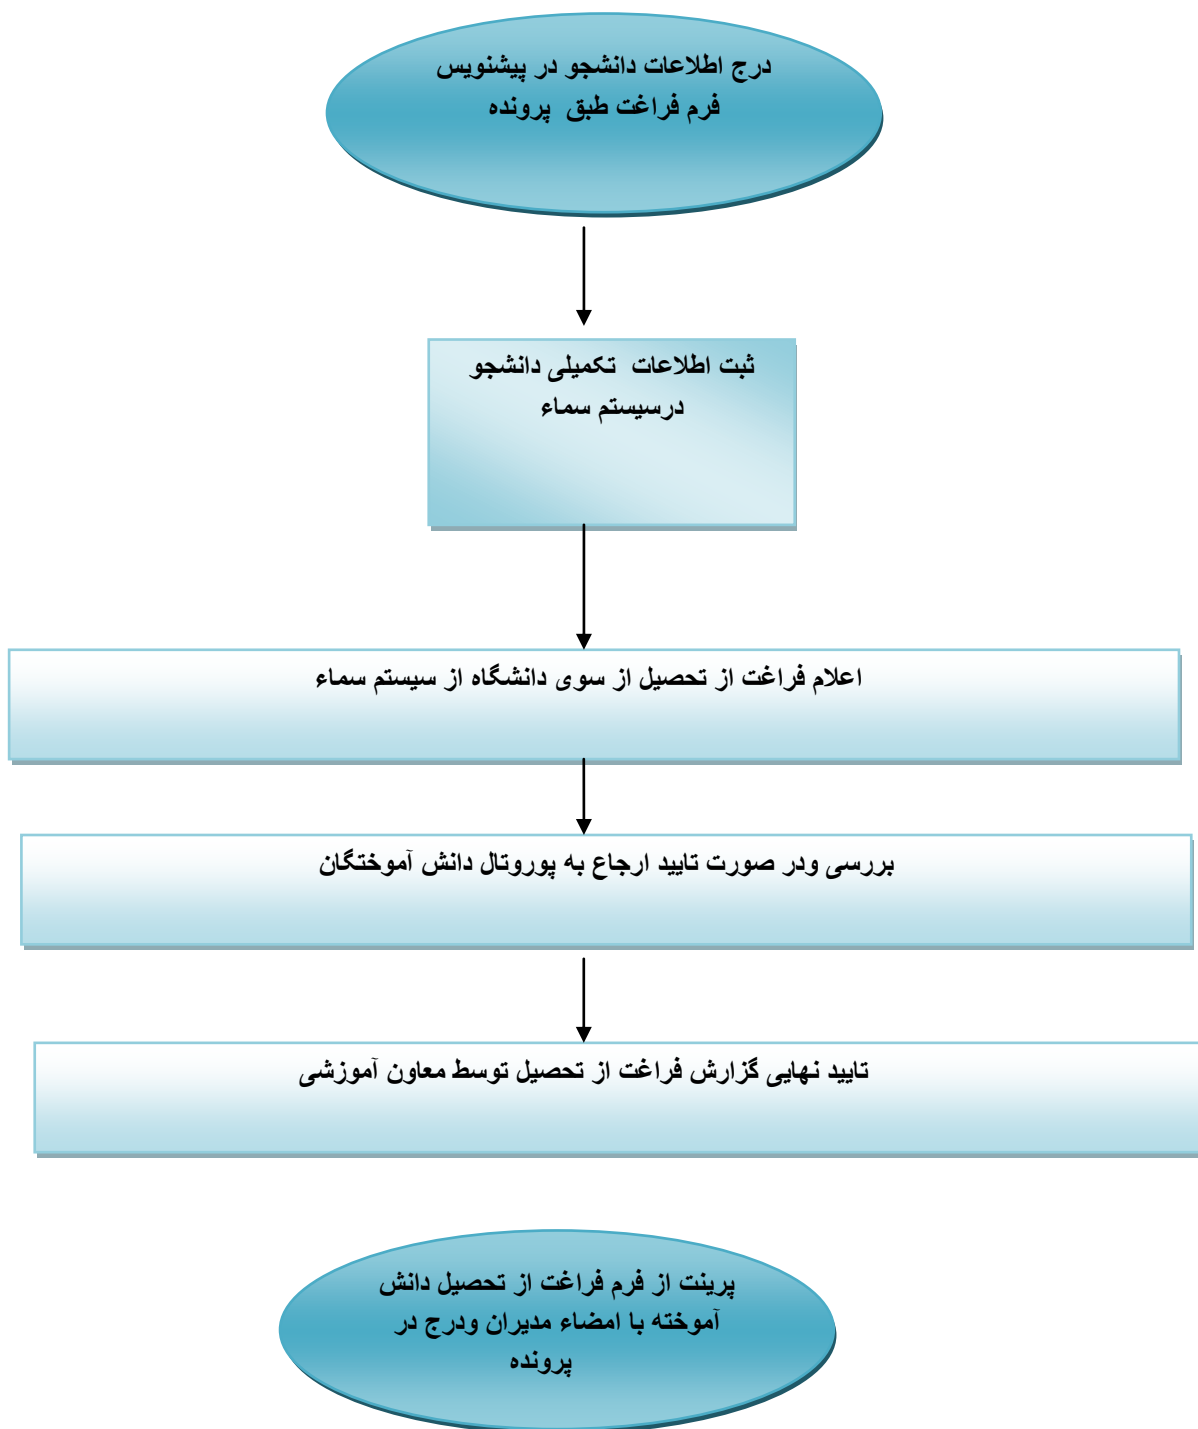 درج اطلاعات دانشجو در پیشنویس
فرم فراغت طبق پرونده
ثبت اطلاعات تکمیلی دانشجو
درسیستم سماء
اعلام فراغت از تحصیل از سوی دانشگاه از سیستم سماء
بررسی ودر صورت تایید ارجاع به پوروتال دانش آموختگان
تایید نهایی گزارش فراغت از تحصیل توسط معاون آموزشی
پرینت از فرم فراغت از تحصیل دانش
آموخته با امضاء مدیران ودرج در
پرونده